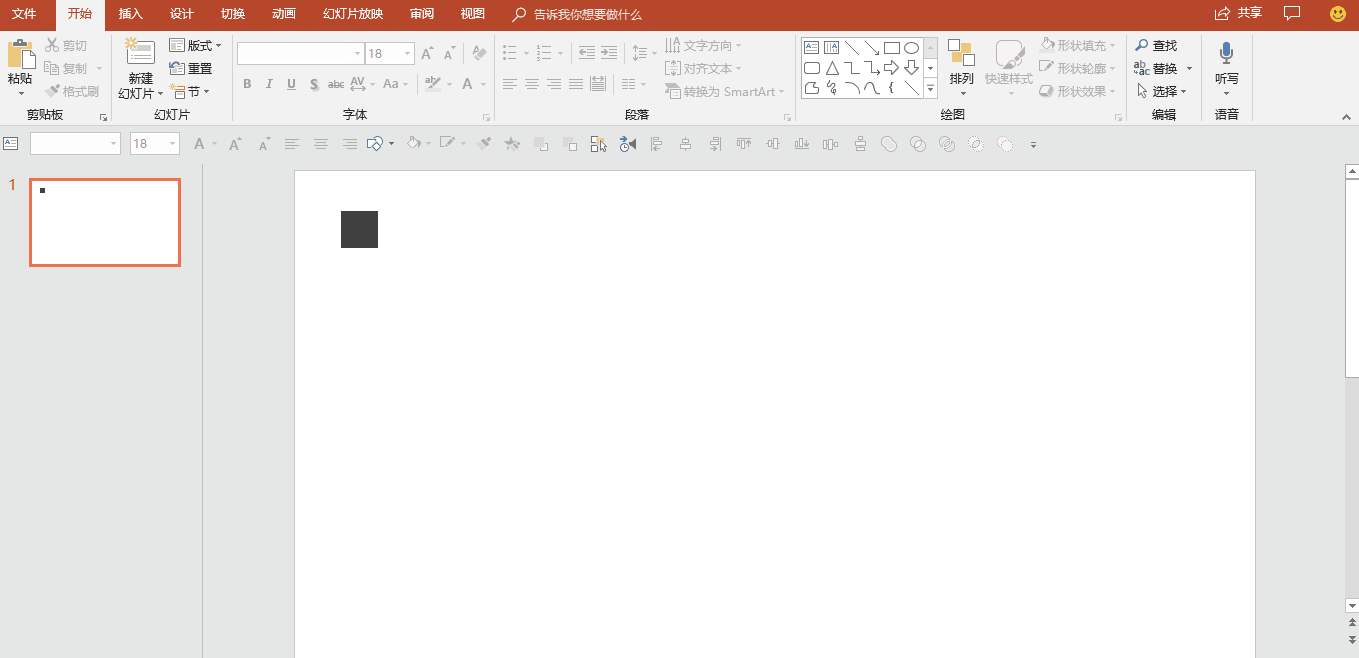 文件 开始 插入 设计 切换 动画 幻灯片放映 审阅 视图 告诉我你想要做什么 共享
粘贴 剪切 复制 格式刷
剪贴板
新建 幻灯片 版式 重置 节
幻灯片
18
B I U S abc AV Aa A
字体
文字方向 对齐文本 转换为 SmartArt
段落
排列 快速样式 形状填充 形状轮廓 形状效果
绘图
查找 替换 选择
编辑
听写
语音
18 A
1